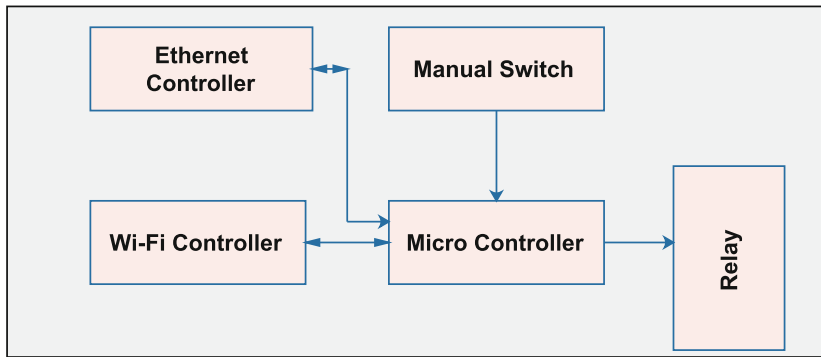 Ethernet
Controller
Manual Switch
Wi-Fi Controller
Micro Controller
Relay